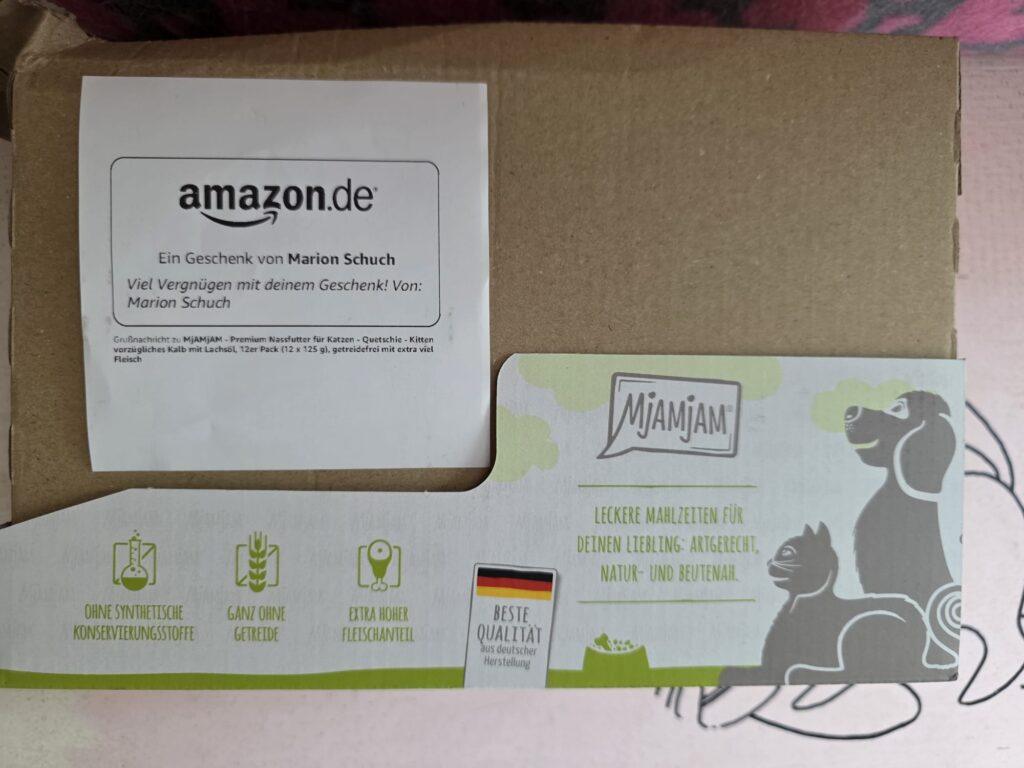 amazon.de
Ein Geschenk von Marion Schuch
Viel Vergnügen mit deinem Geschenk! Von:
Marion Schuch
Grußnachricht zu MjAMjAM - Premium Nassfutter für Katzen - Quetschie - Kitten
vorzügliches Kalb mit Lachsöl, 12er Pack (12 x 125 g), getreidefrei mit extra viel
Fleisch
MjAMjAM®
LECKERE MAHLZEITEN FÜR
DEINEN LIEBLING: ARTGERECHT,
NATUR- UND BEUTENAH.
OHNE SYNTHETISCHE
KONSERVIERUNGSSTOFFE
GANZ OHNE
GETREIDE
EXTRA HOHER
FLEISCHANTEIL
BESTE
QUALITÄT
aus deutscher
Herstellung